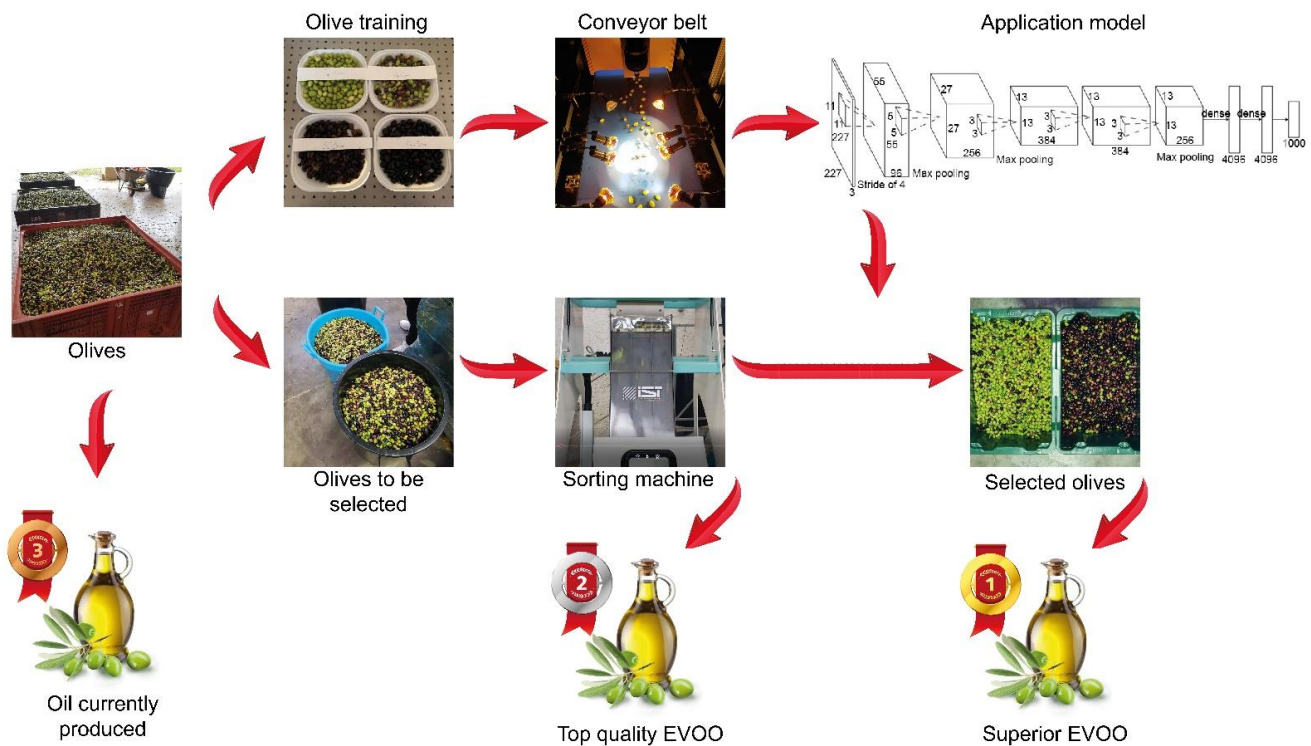 Olive training
Conveyor belt
Application model
55
27
13
13
13
11
11
5
5
3
3
3
3
3
3
227
55
27
13
13
13
dense
dense
384
384
256
256
1000
227
96
Max pooling
Max pooling
4096
4096
Stride of 4
Max pooling
3
Olives
iSi
Olives to be
selected
Sorting machine
Selected olives
3
2
1
Oil currently
produced
Top quality EVOO
Superior EVOO